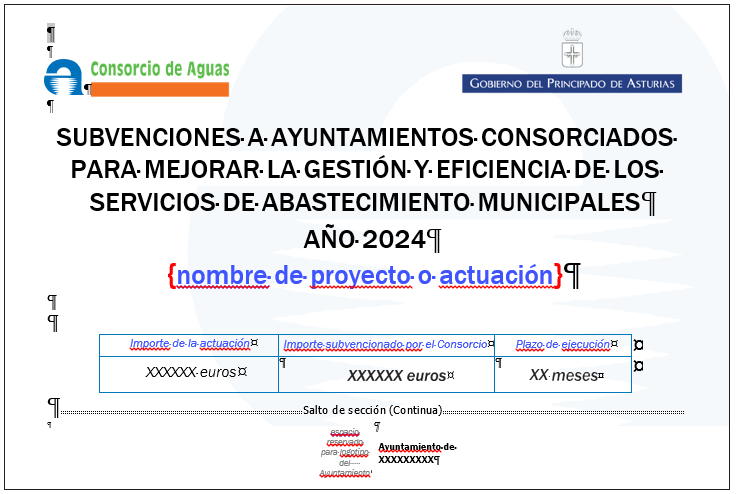 Consorcio de Aguas
GOBIERNO DEL PRINCIPADO DE ASTURIAS
SUBVENCIONES A AYUNTAMIENTOS CONSORCIADOS
PARA MEJORAR LA GESTIÓN Y EFICIENCIA DE LOS
SERVICIOS DE ABASTECIMIENTO MUNICIPALES¶
AÑO 2024¶
{nombre de proyecto o actuación}¶
Importe de la actuación¤ Importe subvencionado por el Consorcio¤ Plazo de ejecución¤
XXXXXX euros¤ XXXXXX euros¤ XX meses¤
Salto de sección (Continua)
espacio
reservado
para logotipo
del
Ayuntamiento
Ayuntamiento de
XXXXXXXXX¶